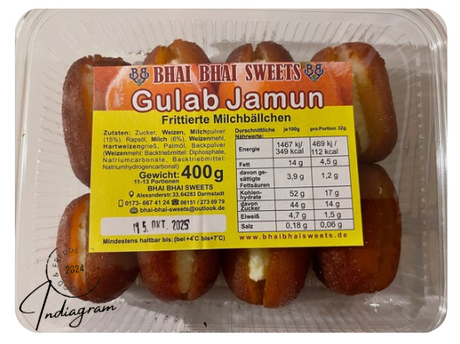 BHAI BHAI SWEETS
Gulab Jamun
Frittierte Milchbällchen
Zutaten: Zucker, Weizen, Milchpulver
(15%), Rapsöl, Milch (6%), Weizenmehl,
Hartweizengrieß, Palmöl, Backpulver
(Weizenmehl; Backtriebmittel: Diphosphate,
Natriumcarbonate, Backtriebmittel:
Natriumhydrogencarbonat)
Gewicht: 400g
11-13 Portionen
BHAI BHAI SWEETS
Alexanderstr. 33, 64283 Darmstadt
0173- 667 41 24 06151 / 273 09 79
bhai-bhai-sweets@outlook.de
15. OKT. 2025
Mindestens haltbar bis: (bei +4°C bis+7°C)
Durschnittliche Nährwerte: je 100g pro Portion 32g
Energie 1467 kj/ 349 kcal 469 kj / 112 kcal
Fett 14 g 4,5 g
davon gesättigte Fettsäuren 3,9 g 1,2 g
Kohlenhydrate 52 g 17 g
davon Zucker 44 g 14 g
Eiweiß 4,7 g 1,5 g
Salz 0,18 g 0,06 g
www.bhaibhaisweets.de
2024
Indiagram